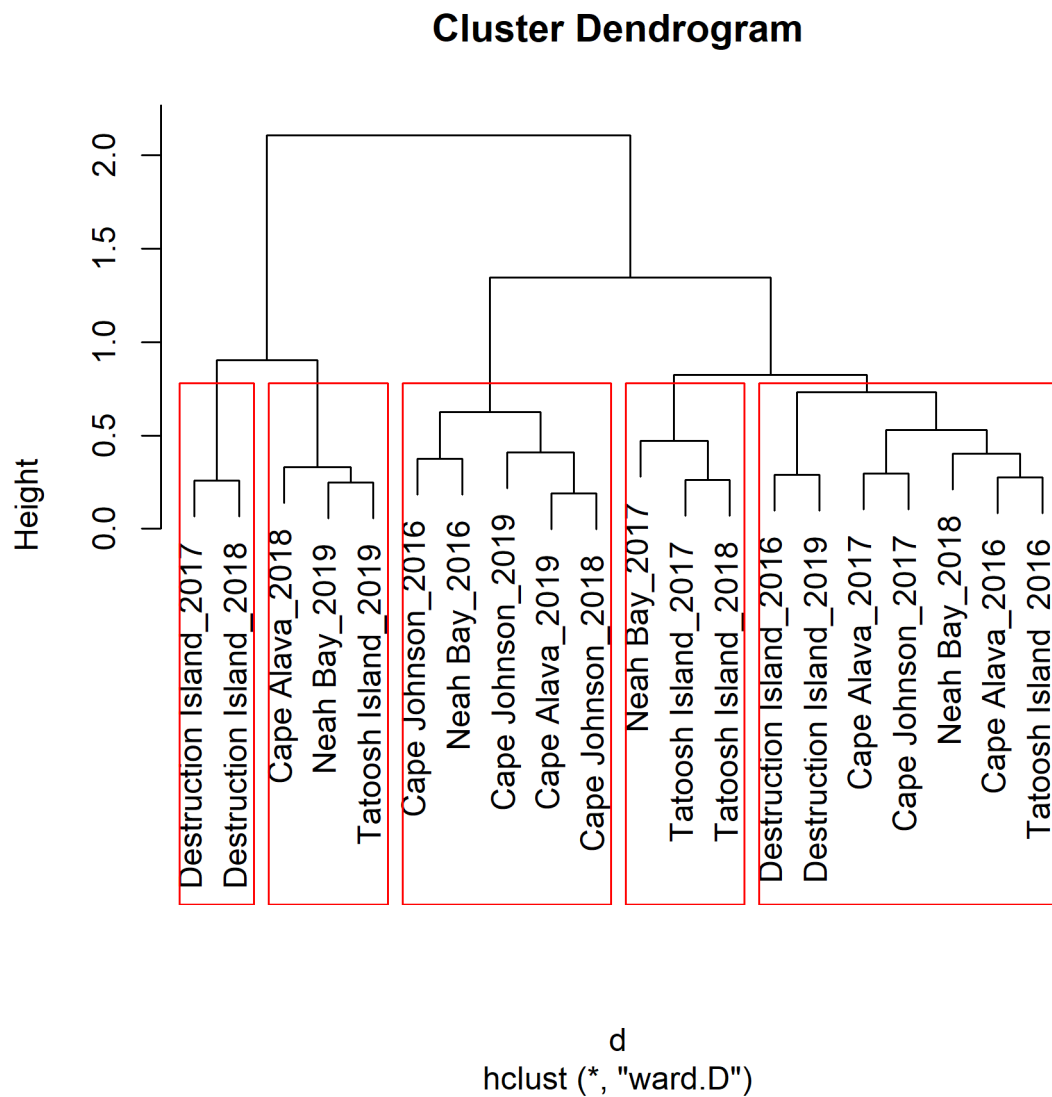 Cluster Dendrogram
Height
2.0
1.5
1.0
0.5
0.0
Destruction Island_2017
Destruction Island_2018
Cape Alava_2018
Neah Bay_2019
Tatoosh Island_2019
Cape Johnson_2016
Neah Bay_2016
Cape Johnson_2019
Cape Alava_2019
Cape Johnson_2018
Neah Bay_2017
Tatoosh Island_2017
Tatoosh Island_2018
Destruction Island_2016
Destruction Island_2019
Cape Alava_2017
Cape Johnson_2017
Neah Bay_2018
Cape Alava_2016
Tatoosh Island_2016
d
hclust (*, "ward.D")